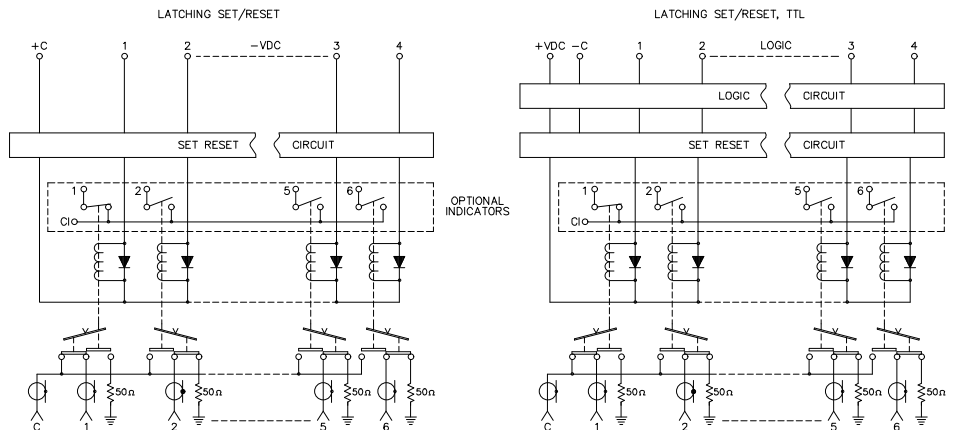 LATCHING SET/RESET
+C 1 2 -VDC 3 4
SET RESET CIRCUIT
1 2 5 6
CI
OPTIONAL
INDICATORS
50Ω 50Ω 50Ω 50Ω
C 1 2 5 6
LATCHING SET/RESET, TTL
+VDC -C 1 2 LOGIC 3 4
LOGIC CIRCUIT
SET RESET CIRCUIT
1 2 5 6
CI
50Ω 50Ω 50Ω 50Ω
C 1 2 5 6